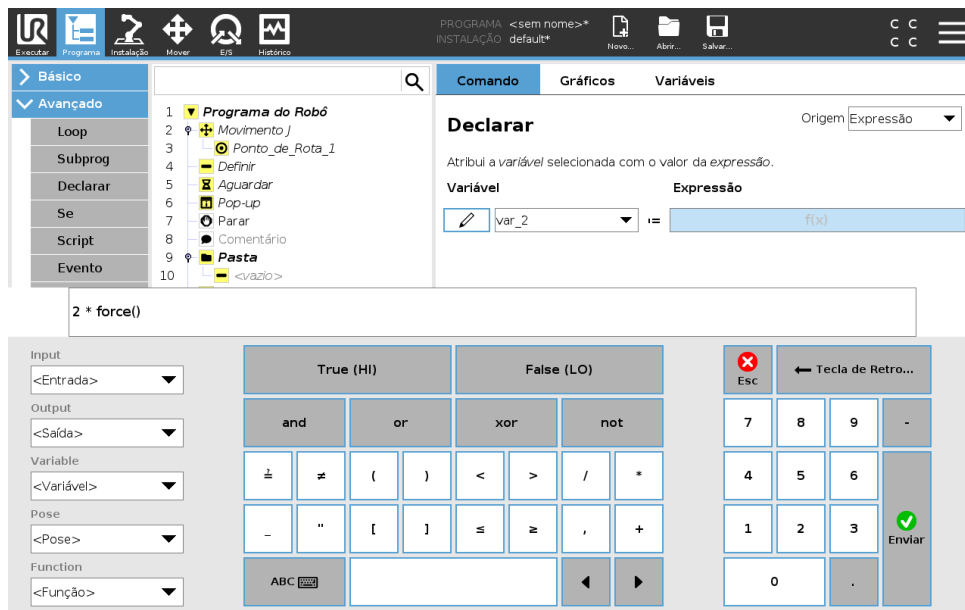 PROGRAMA <sem nome>*
INSTALAÇÃO default*
Executar Programa Instalação Mover E/S Histórico Novo... Abrir... Salvar...
C C
C C
Básico
Avançado
Loop
Subprog
Declarar
Se
Script
Evento
1 Programa do Robô
2 Movimento J
3 Ponto_de_Rota_1
4 Definir
5 Aguardar
6 Pop-up
7 Parar
8 Comentário
9 Pasta
10 <vazio>
Comando Gráficos Variáveis
Declarar
Origem Expressão
Atribui a variável selecionada com o valor da expressão.
Variável Expressão
var_2 := f(x)
2 * force()
Input
<Entrada>
Output
<Saída>
Variable
<Variável>
Pose
<Pose>
Function
<Função>
True (HI) False (LO)
and or xor not
≟ ≠ ( ) < > / *
_ " [ ] ≤ ≥ , +
ABC
Esc Tecla de Retro...
7 8 9 -
4 5 6
1 2 3 Enviar
0 .